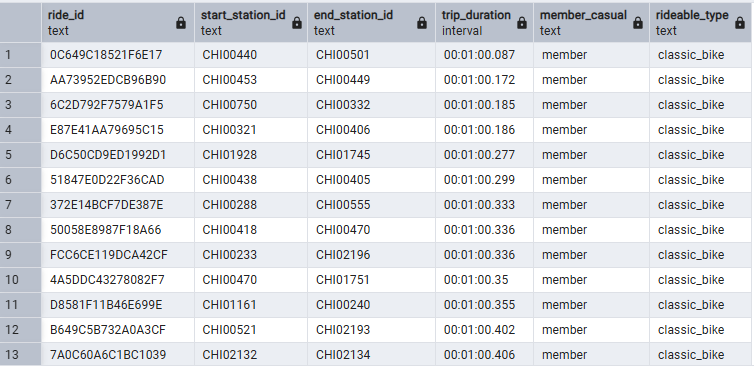 ride_id start_station_id end_station_id trip_duration member_casual rideable_type
text text text interval text text
1 0C649C18521F6E17 CHI00440 CHI00501 00:01:00.087 member classic_bike
2 AA73952EDCB96B90 CHI00453 CHI00449 00:01:00.172 member classic_bike
3 6C2D792F7579A1F5 CHI00750 CHI00332 00:01:00.185 member classic_bike
4 E87E41AA79695C15 CHI00321 CHI00406 00:01:00.186 member classic_bike
5 D6C50CD9ED1992D1 CHI01928 CHI01745 00:01:00.277 member classic_bike
6 51847E0D22F36CAD CHI00438 CHI00405 00:01:00.299 member classic_bike
7 372E14BCF7DE387E CHI00288 CHI00555 00:01:00.333 member classic_bike
8 50058E8987F18A66 CHI00418 CHI00470 00:01:00.336 member classic_bike
9 FCC6CE119DCA42CF CHI00233 CHI02196 00:01:00.336 member classic_bike
10 4A5DDC43278082F7 CHI00470 CHI01751 00:01:00.35 member classic_bike
11 D8581F11B46E699E CHI01161 CHI00240 00:01:00.355 member classic_bike
12 B649C5B732A0A3CF CHI00521 CHI02193 00:01:00.402 member classic_bike
13 7A0C60A6C1BC1039 CHI02132 CHI02134 00:01:00.406 member classic_bike